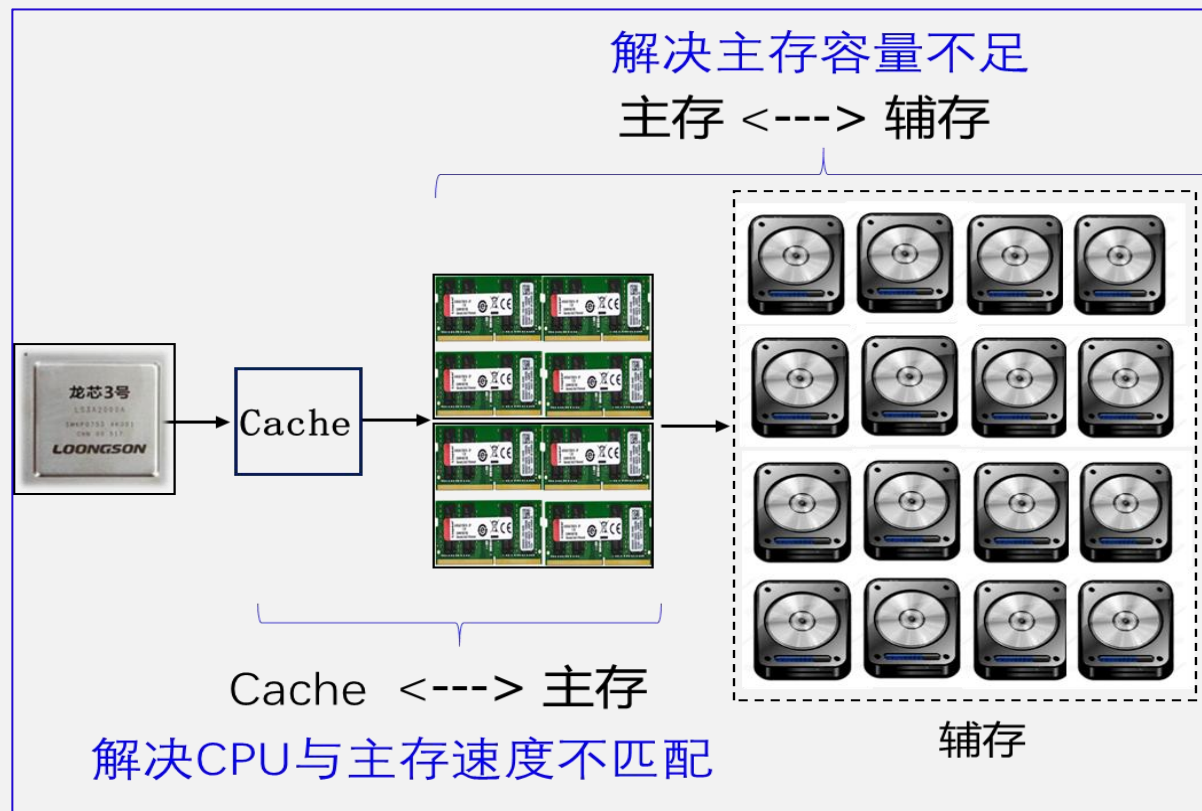 解决主存容量不足
主存 <---> 辅存
龙芯3号
LOONGSON
Cache
Cache <---> 主存
解决CPU与主存速度不匹配
辅存